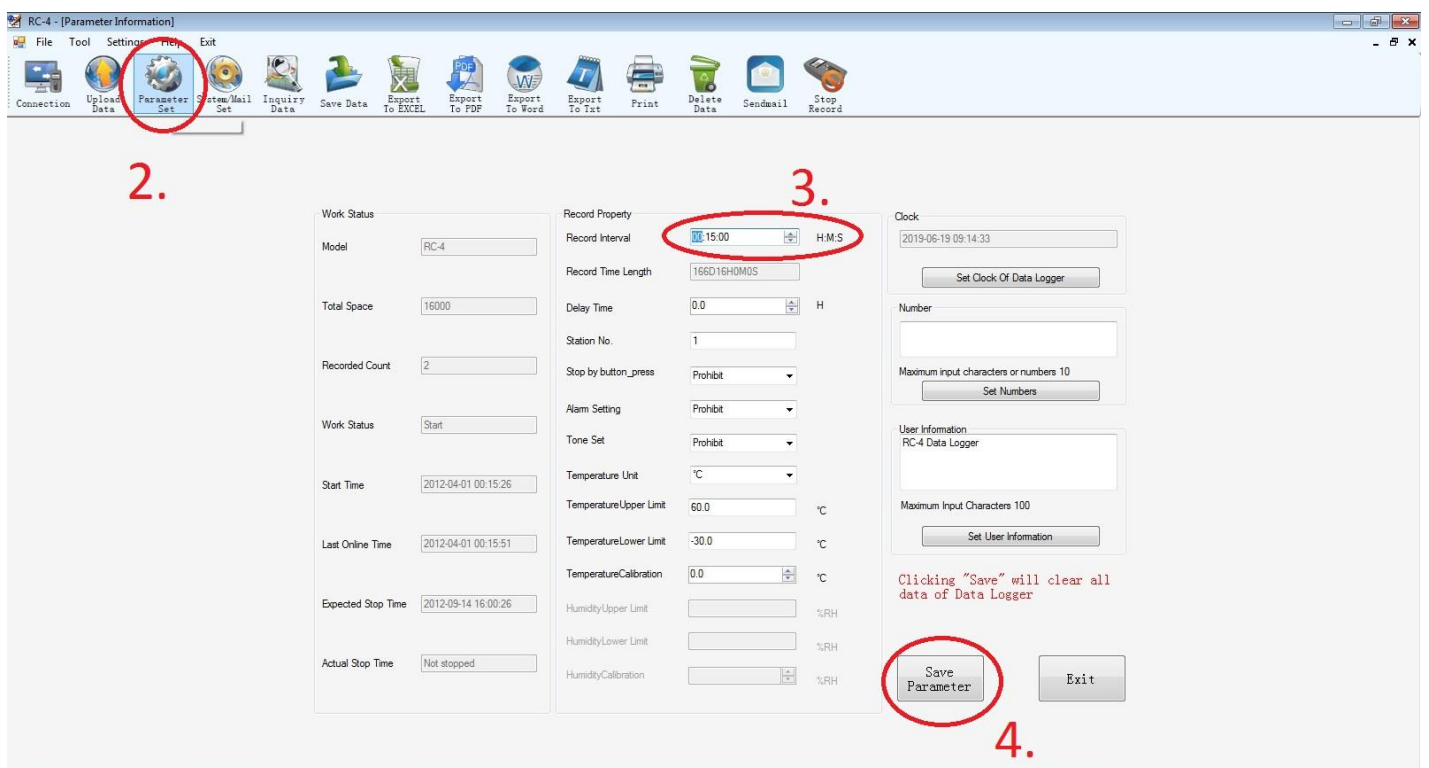 RC-4 - [Parameter Information]
File Tool Settings Help Exit
Connection
Upload Data
Parameter Set
System/Mail Set
Inquiry Data
Save Data
Export To EXCEL
Export To PDF
Export To Word
Export To Txt
Print
Delete Data
Sendmail
Stop Record
2.
3.
Work Status
Model RC-4
Total Space 16000
Recorded Count 2
Work Status Start
Start Time 2012-04-01 00:15:26
Last Online Time 2012-04-01 00:15:51
Expected Stop Time 2012-09-14 16:00:26
Actual Stop Time Not stopped
Record Property
Record Interval 00:15:00 H:M:S
Record Time Length 166D16H0M0S
Delay Time 0.0 H
Station No. 1
Stop by button_press Prohibit
Alarm Setting Prohibit
Tone Set Prohibit
Temperature Unit °C
TemperatureUpper Limit 60.0 °C
TemperatureLower Limit -30.0 °C
TemperatureCalibration 0.0 °C
HumidityUpper Limit %RH
HumidityLower Limit %RH
HumidityCalibration %RH
Clock
2019-06-19 09:14:33
Set Clock Of Data Logger
Number
Maximum input characters or numbers 10
Set Numbers
User Information
RC-4 Data Logger
Maximum Input Characters 100
Set User Information
Clicking "Save" will clear all
data of Data Logger
Save
Parameter
Exit
4.